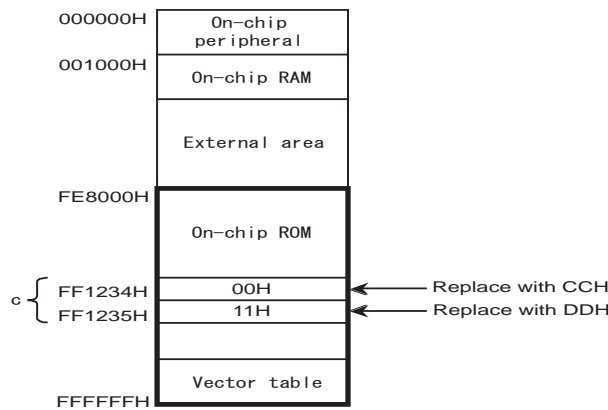 000000H
On-chip
peripheral
001000H
On-chip RAM
External area
FE8000H
On-chip ROM
c
FF1234H
00H
Replace with CCH
FF1235H
11H
Replace with DDH
Vector table
FFFFFFH